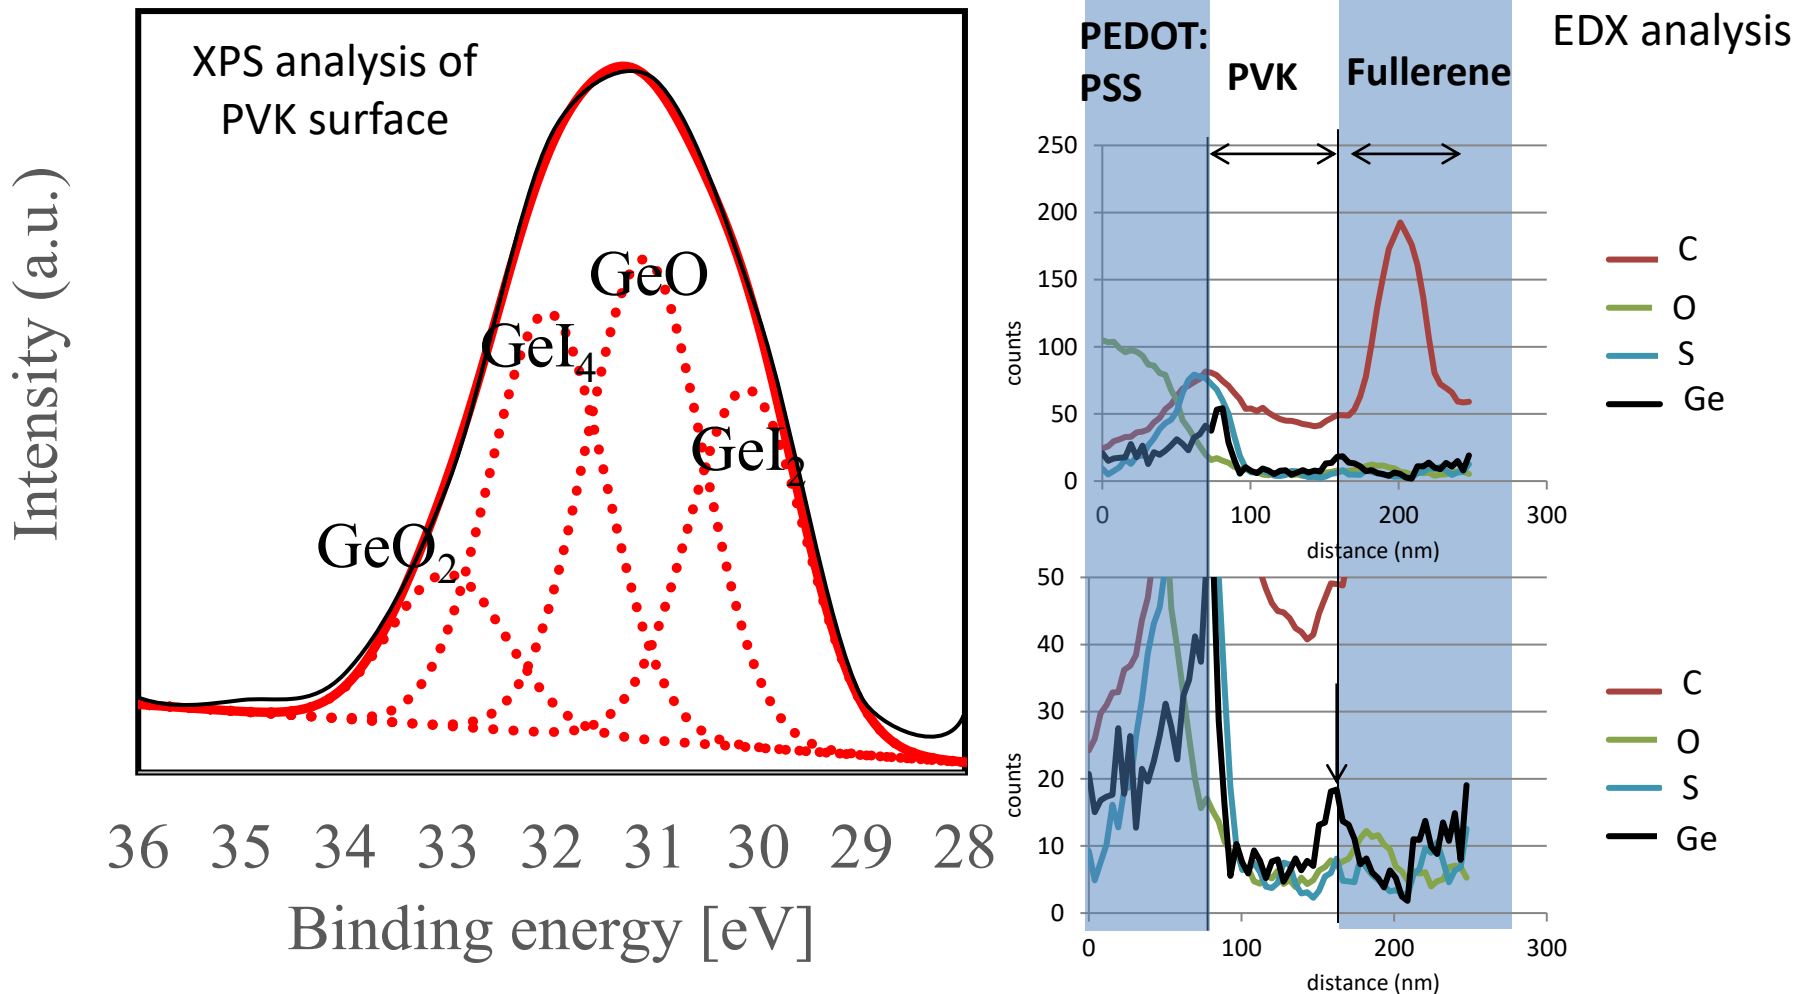 XPS analysis of
PVK surface
Intensity (a.u.)
GeO
GeI₄
GeI₂
GeO₂
36 35 34 33 32 31 30 29 28
Binding energy [eV]
EDX analysis
PEDOT:
PSS
PVK
Fullerene
250
200
150
100
50
0
counts
0 100 200 300
distance (nm)
C
O
S
Ge
50
40
30
20
10
0
counts
0 100 200 300
distance (nm)
C
O
S
Ge